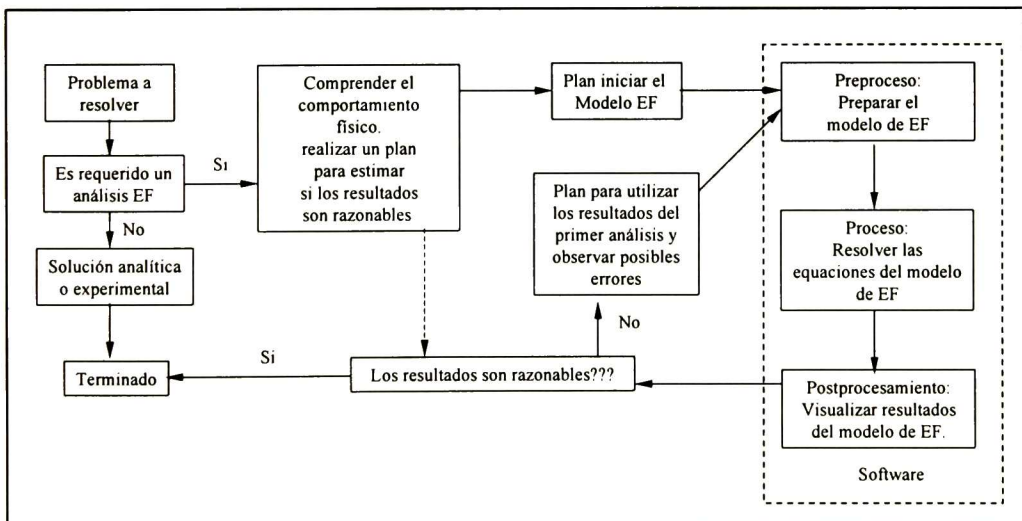 Problema a
resolver
Es requerido un
análisis EF
Sı
No
Solución analítica
o experimental
Terminado
Comprender el
comportamiento
físico.
realizar un plan
para estimar
si los resultados
son razonables
Plan iniciar el
Modelo EF
Plan para utilizar
los resultados del
primer análisis y
observar posibles
errores
No
Los resultados son razonables???
Si
Preproceso:
Preparar el
modelo de EF
Proceso:
Resolver las
equaciones del modelo
de EF
Postprocesamiento:
Visualizar resultados
del modelo de EF.
Software